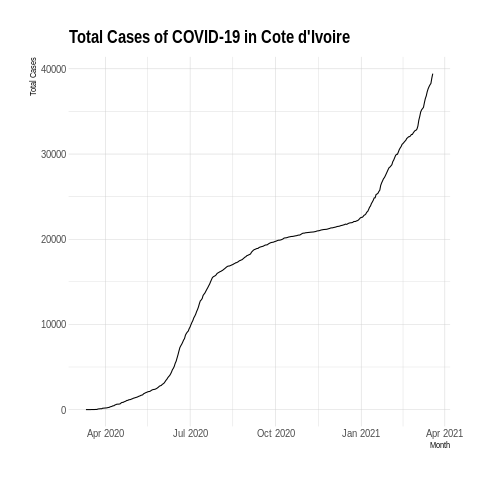 Total Cases of COVID-19 in Cote d'Ivoire
Total Cases
40000
30000
20000
10000
0
Apr 2020 Jul 2020 Oct 2020 Jan 2021 Apr 2021
Month